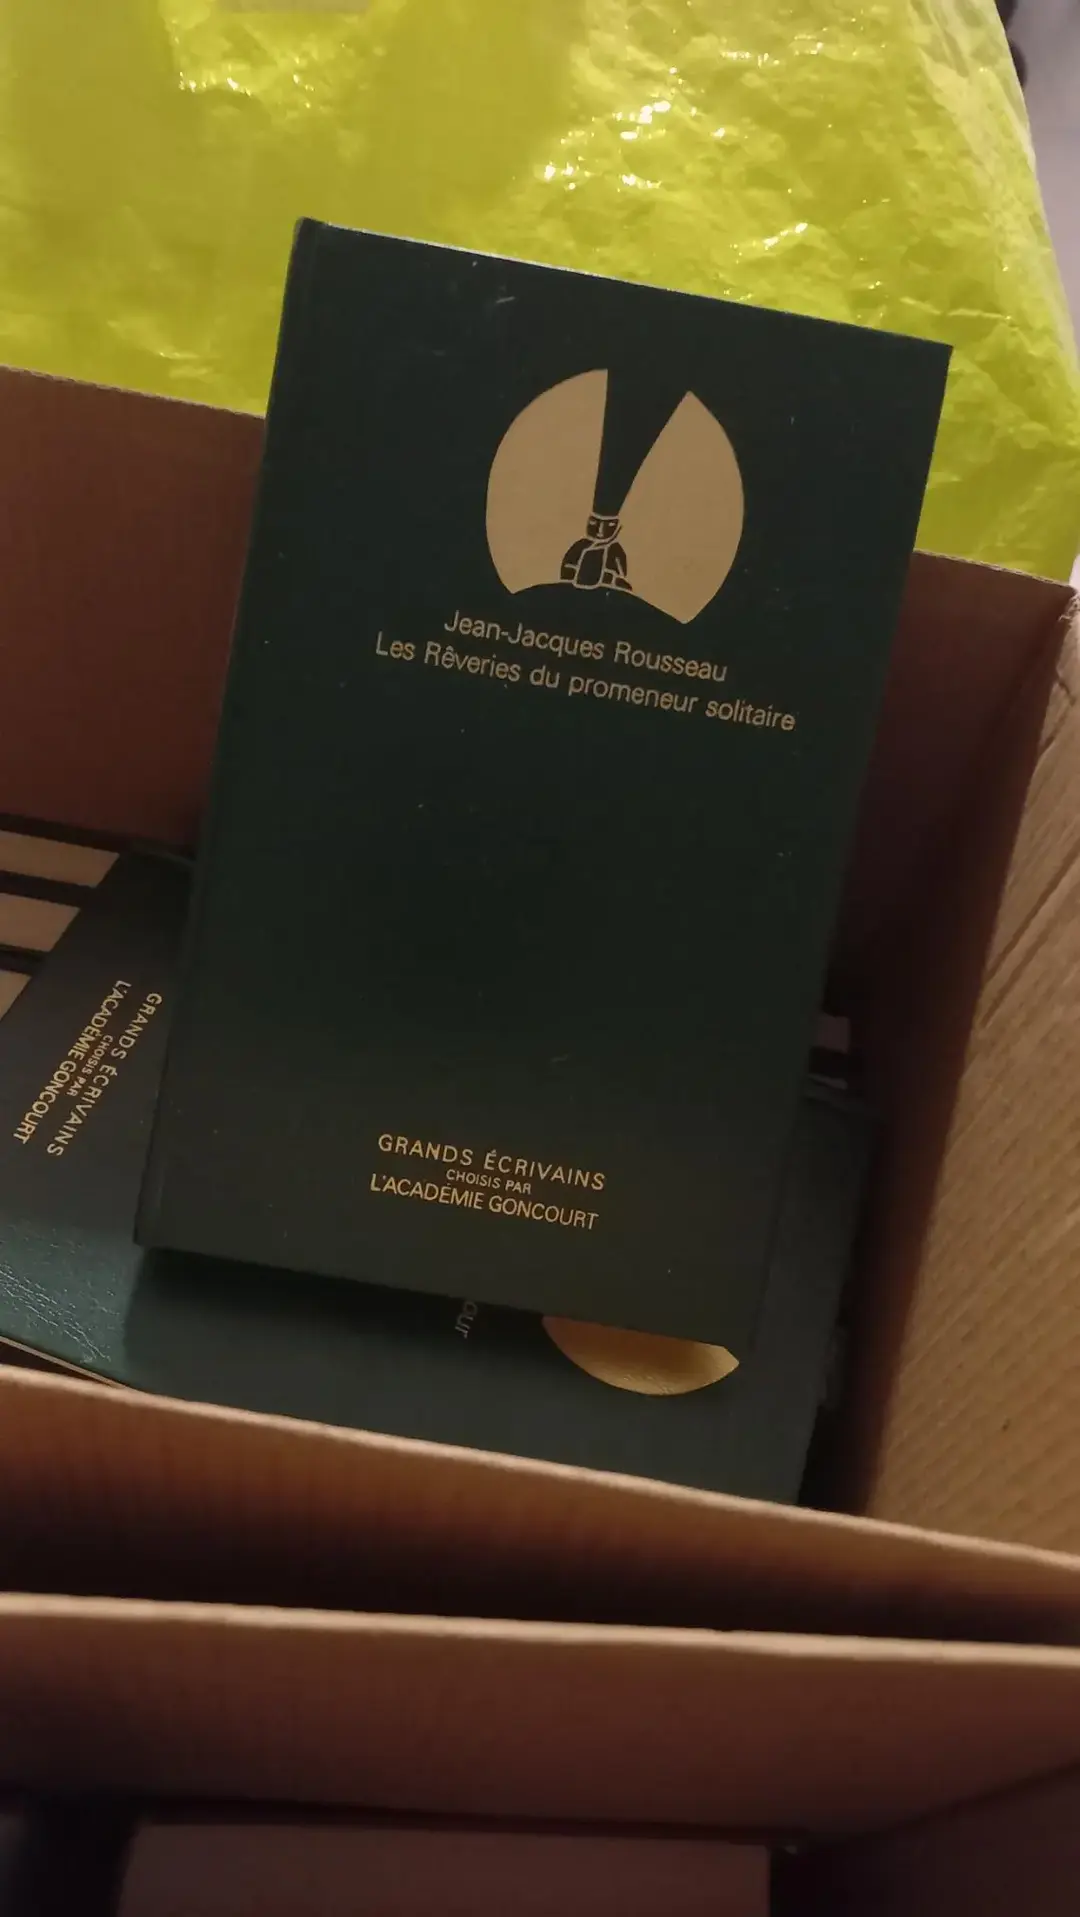 Jean-Jacques Rousseau
Les Rêveries du promeneur solitaire
GRANDS ÉCRIVAINS
CHOISIS PAR
L'ACADÉMIE GONCOURT
GRANDS ÉCRIVAINS
CHOISIS PAR
L'ACADÉMIE GONCOURT
our